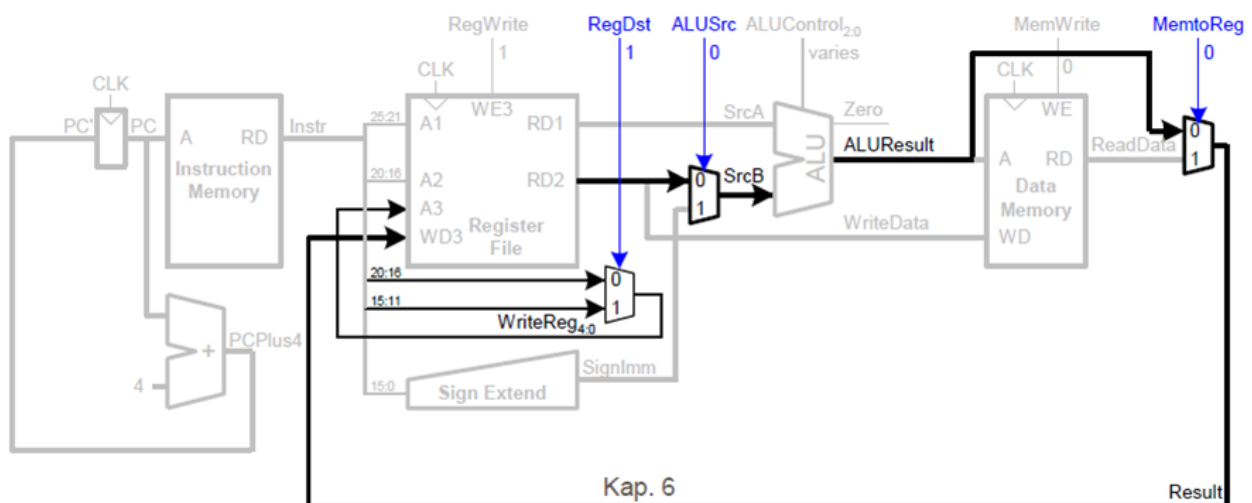 RegWrite
1
RegDst
1
ALUSrc
0
ALUControl2:0
varies
MemWrite
0
MemtoReg
0
CLK
PC'
PC
A
RD
Instruction
Memory
Instr
CLK
WE3
25:21
A1
RD1
20:16
A2
RD2
A3
WD3
Register
File
SrcA
0
1
SrcB
ALU
Zero
ALUResult
WriteData
CLK
WE
A
RD
Data
Memory
WD
ReadData
0
1
20:16
0
15:11
1
WriteReg4:0
PCPlus4
+
4
SignImm
15:0
Sign Extend
Kap. 6
Result